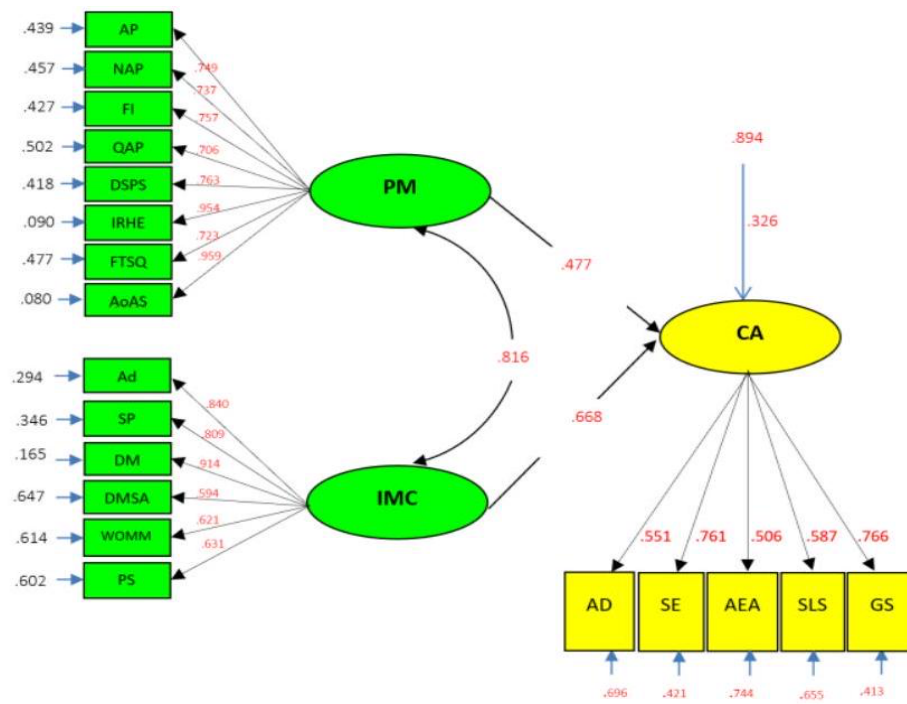 .439 AP .749
.457 NAP .737
.427 FI .757
.502 QAP .706
.418 DSPS .763
.090 IRHE .954
.477 FTSQ .723
.080 AoAS .959
PM
.477
.894
.326
CA
.816
.668
.294 Ad .840
.346 SP .809
.165 DM .914
.647 DMSA .594
.614 WOMM .621
.602 PS .631
IMC
.551 .761 .506 .587 .766
AD SE AEA SLS GS
.696 .421 .744 .655 .413